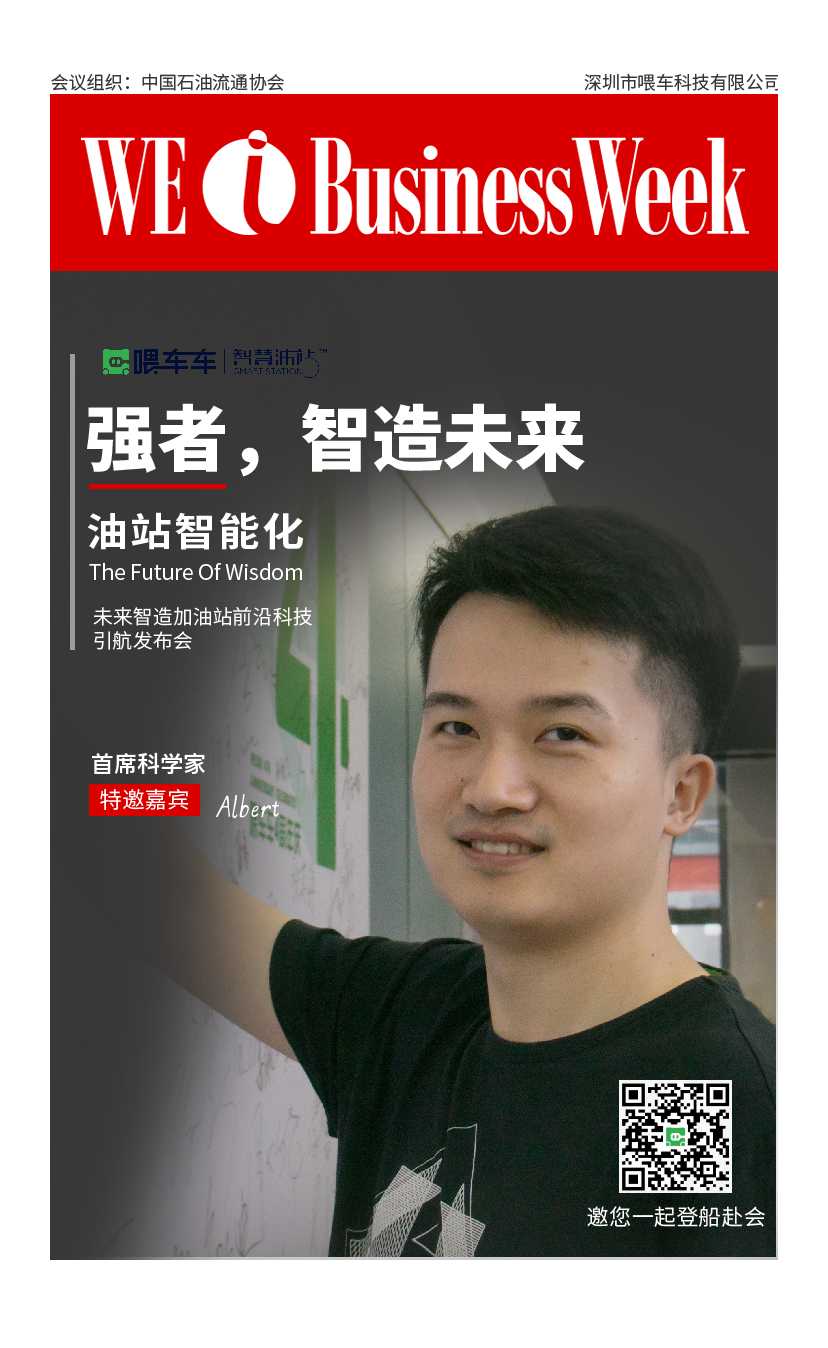 会议组织：中国石油流通协会
深圳市喂车科技有限公司
WE i BusinessWeek
喂车车 智慧油站™
SMART STATION
强者，智造未来
油站智能化
The Future Of Wisdom
未来智造加油站前沿科技
引航发布会
4
首席科学家
特邀嘉宾
Albert
邀您一起登船赴会